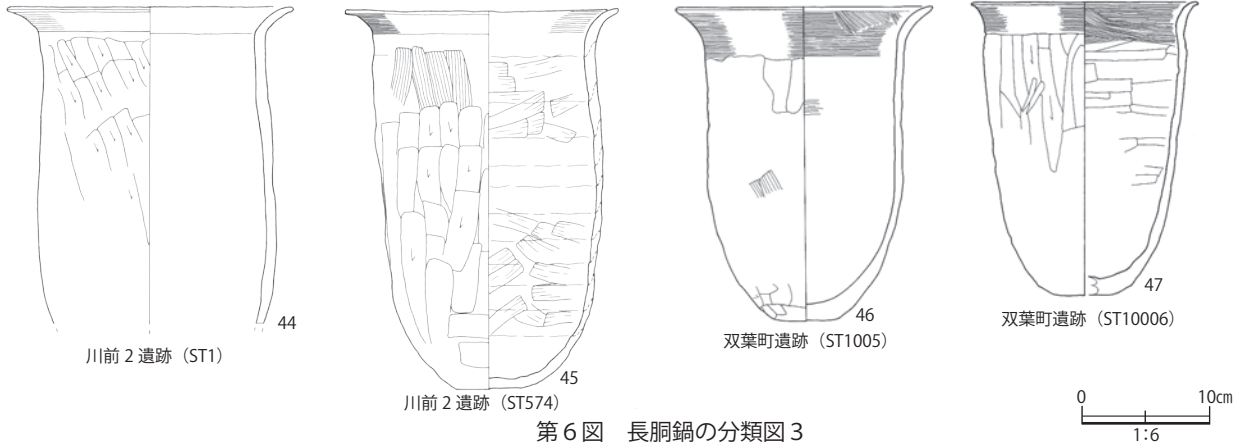 44
川前2遺跡（ST1）
45
川前2遺跡（ST574）
46
双葉町遺跡（ST1005）
47
双葉町遺跡（ST10006）
0 10cm
1:6
第6図 長胴鍋の分類図3